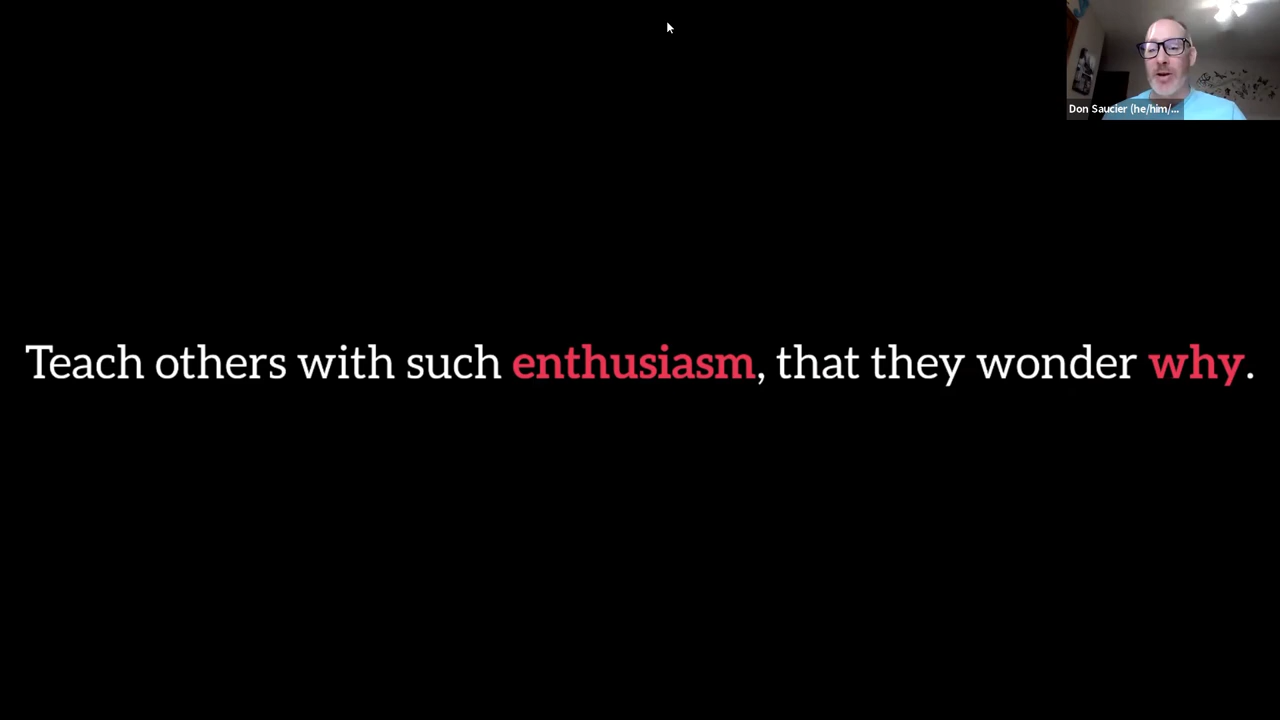 Don Saucier (he/him/...
Teach others with such enthusiasm, that they wonder why.